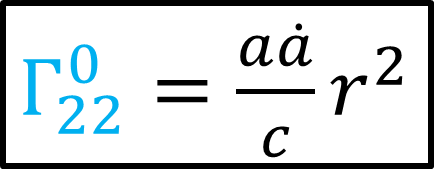 Γ⁰₂₂ = aȧ/c r²